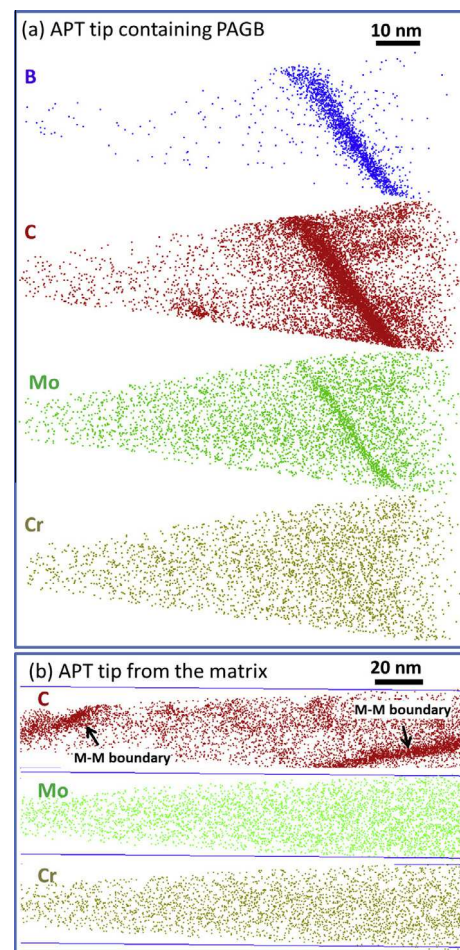 (a) APT tip containing PAGB
10 nm
B
C
Mo
Cr
(b) APT tip from the matrix
20 nm
C
M-M boundary
M-M boundary
Mo
Cr